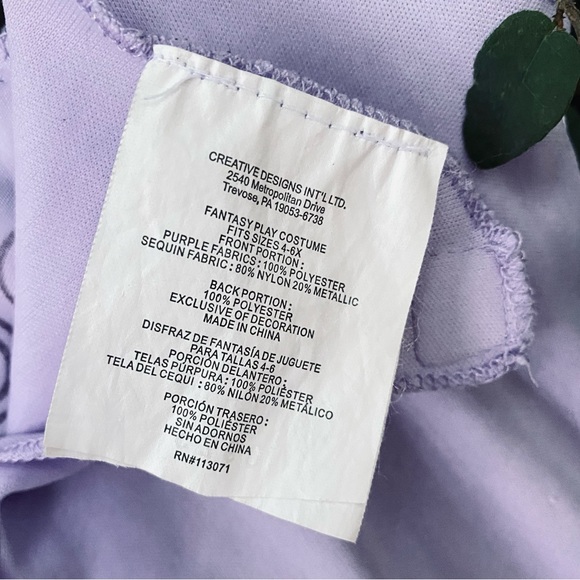 CREATIVE DESIGNS INT'L LTD.
2540 Metropolitan Drive
Trevose, PA 19053-6738
FANTASY PLAY COSTUME
FITS SIZES 4-6X
FRONT PORTION :
PURPLE FABRICS : 100% POLYESTER
SEQUIN FABRIC : 80% NYLON 20% METALLIC
BACK PORTION :
100% POLYESTER
EXCLUSIVE OF DECORATION
MADE IN CHINA
DISFRAZ DE FANTASÍA DE JUGUETE
PARA TALLAS 4-6
PORCIÓN DELANTERO :
TELAS PÚRPURA : 100% POLIÉSTER
TELA DEL CEQUI : 80% NILÓN 20% METÁLICO
PORCIÓN TRASERO :
100% POLIÉSTER
SIN ADORNOS
HECHO EN CHINA
RN#113071